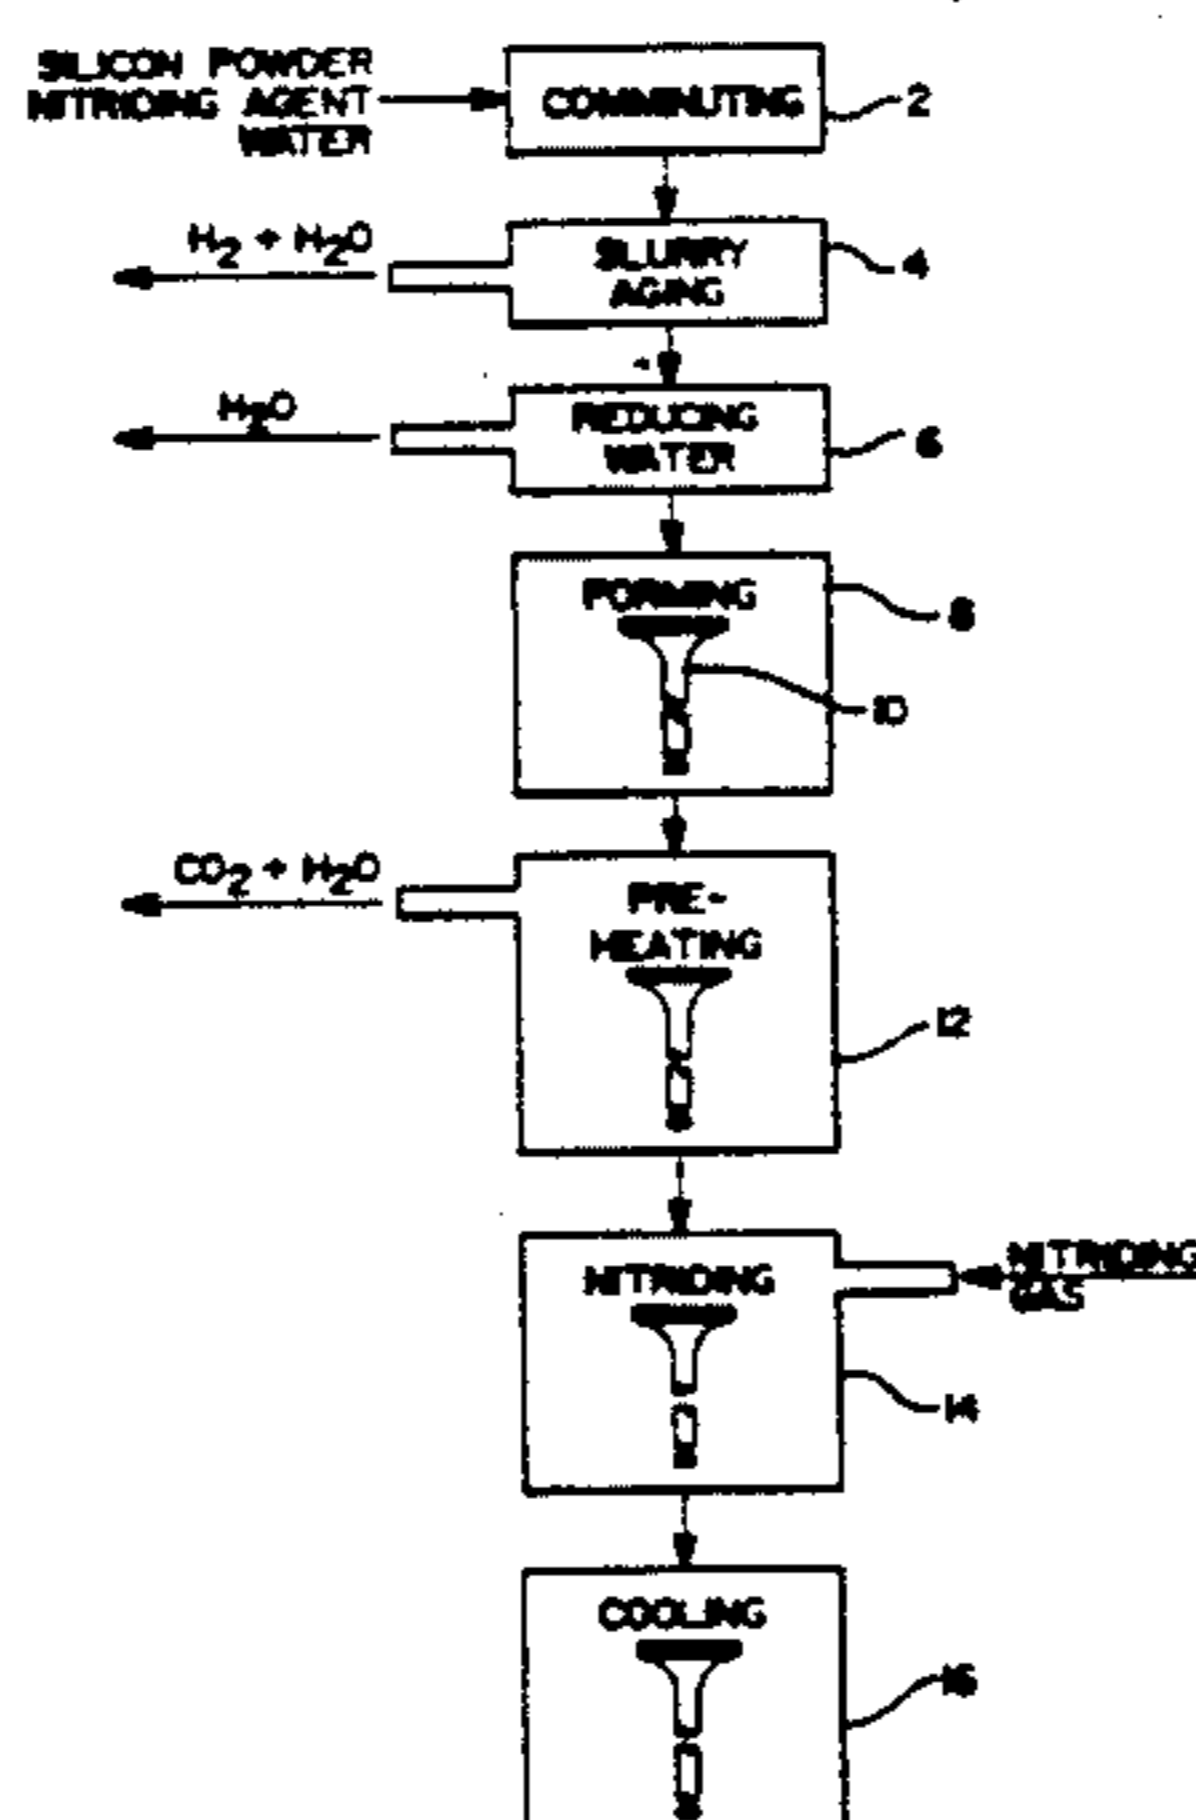 SILICON POWDER
NITRIDING AGENT
WATER
COMMINUTING
2
H2 + H2O
SLURRY
AGING
4
H2O
REDUCING
WATER
6
FORMING
8
10
CO2 + H2O
PRE-
HEATING
12
NITRIDING
NITRIDING
GAS
14
COOLING
16